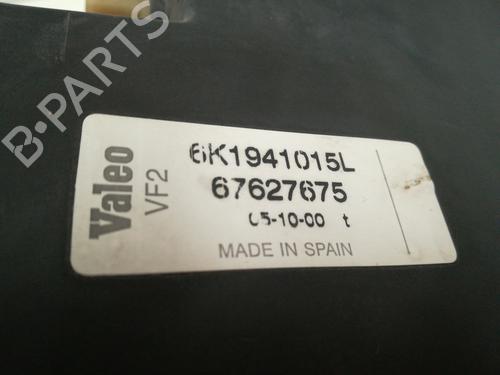 B-PARTS
Valeo
VF2
6K1941015L
67627675
05-10-00 t
MADE IN SPAIN